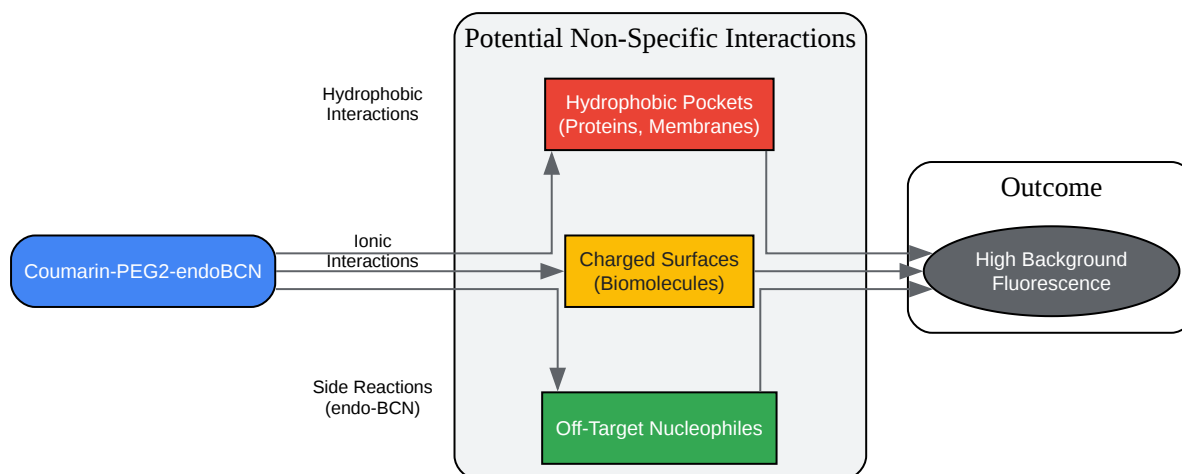 Potential Non-Specific Interactions
Hydrophobic
Interactions
Hydrophobic Pockets
(Proteins, Membranes)
Outcome
Coumarin-PEG2-endoBCN
Ionic
Interactions
Charged Surfaces
(Biomolecules)
High Background
Fluorescence
Side Reactions
(endo-BCN)
Off-Target Nucleophiles